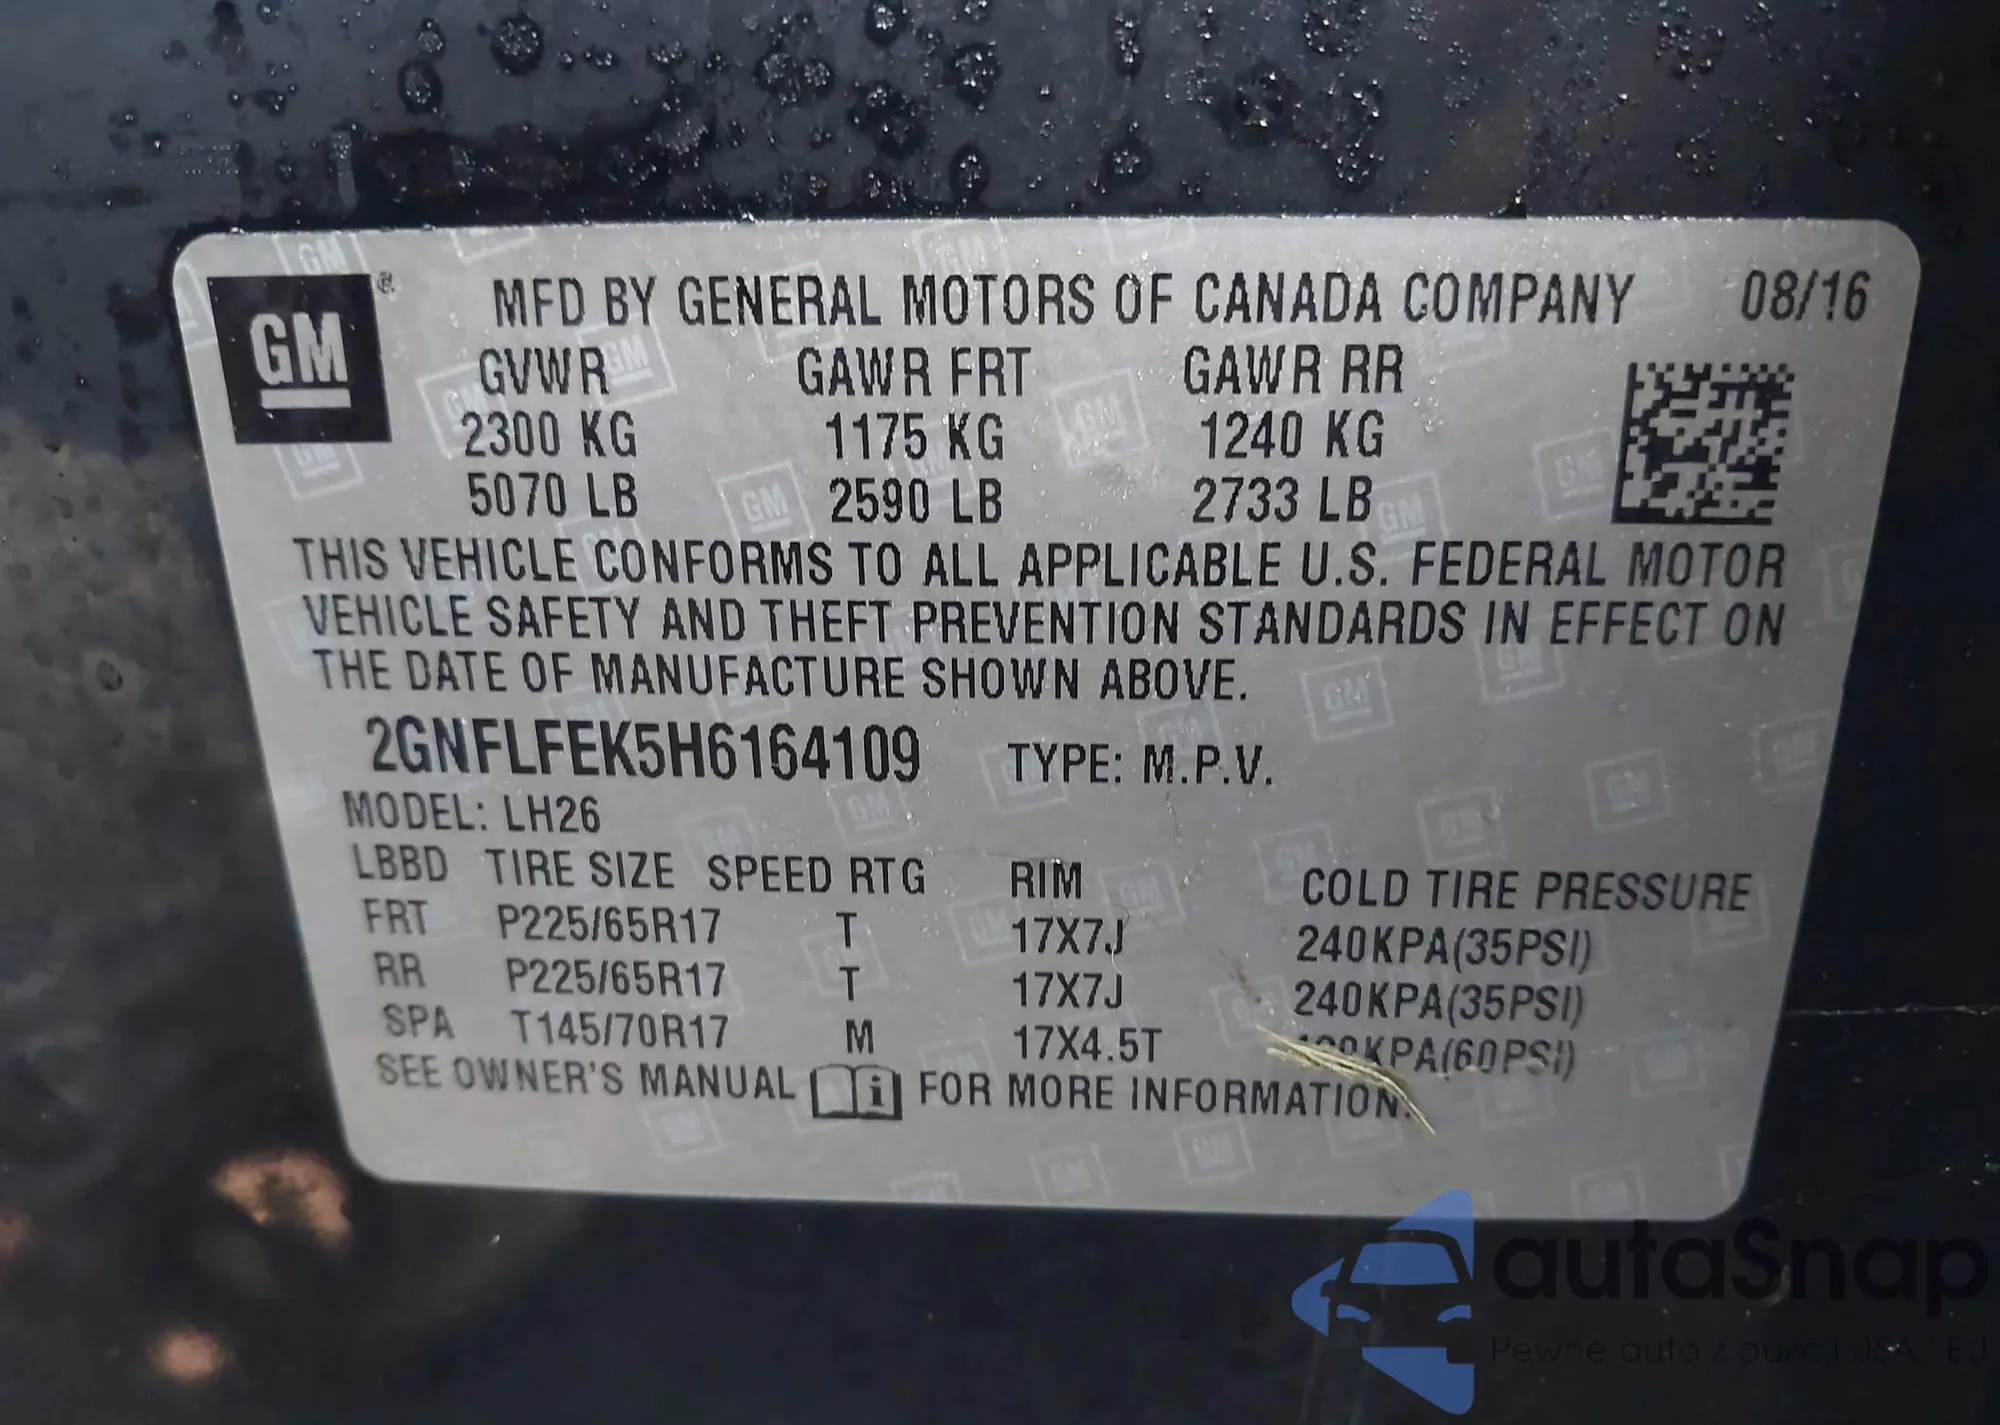 GM
MFD BY GENERAL MOTORS OF CANADA COMPANY 08/16
GVWR GAWR FRT GAWR RR
2300 KG 1175 KG 1240 KG
5070 LB 2590 LB 2733 LB
THIS VEHICLE CONFORMS TO ALL APPLICABLE U.S. FEDERAL MOTOR
VEHICLE SAFETY AND THEFT PREVENTION STANDARDS IN EFFECT ON
THE DATE OF MANUFACTURE SHOWN ABOVE.
2GNFLFEK5H6164109 TYPE: M.P.V.
MODEL: LH26
LBBD TIRE SIZE SPEED RTG RIM COLD TIRE PRESSURE
FRT P225/65R17 T 17X7J 240KPA(35PSI)
RR P225/65R17 T 17X7J 240KPA(35PSI)
SPA T145/70R17 M 17X4.5T
SEE OWNER'S MANUAL FOR MORE INFORMATION.
autaSnap
Pewne auta z aukcji USA